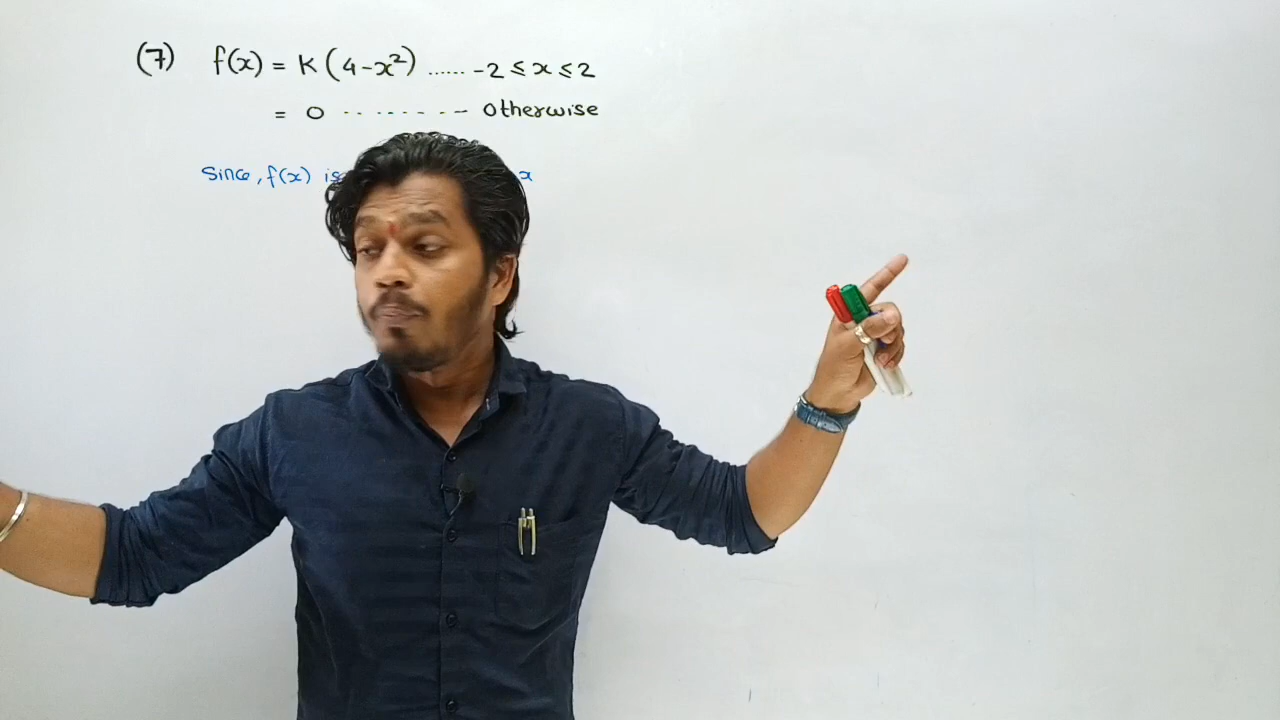 (7) f(x) = K(4-x²) ...... -2 ≤ x ≤ 2
= 0 - - - - - - - - Otherwise
Since, f(x) is x